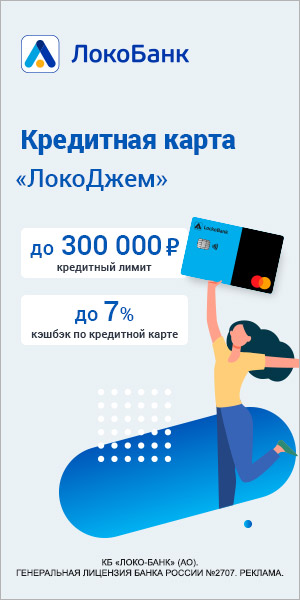 ЛокоБанк
Кредитная карта
«ЛокоДжем»
ЛокоБанк
до 300 000 ₽
кредитный лимит
до 7%
кэшбэк по кредитной карте
КБ «ЛОКО-БАНК» (АО).
ГЕНЕРАЛЬНАЯ ЛИЦЕНЗИЯ БАНКА РОССИИ №2707. РЕКЛАМА.